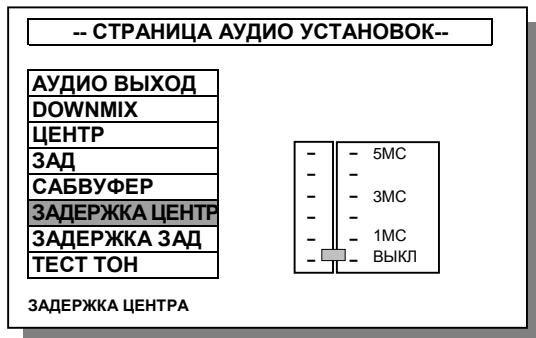 -- СТРАНИЦА АУДИО УСТАНОВОК--
АУДИО ВЫХОД
DOWNMIX
ЦЕНТР
ЗАД
САБВУФЕР
ЗАДЕРЖКА ЦЕНТР
ЗАДЕРЖКА ЗАД
ТЕСТ ТОН
5МС
3МС
1МС
ВЫКЛ
ЗАДЕРЖКА ЦЕНТРА